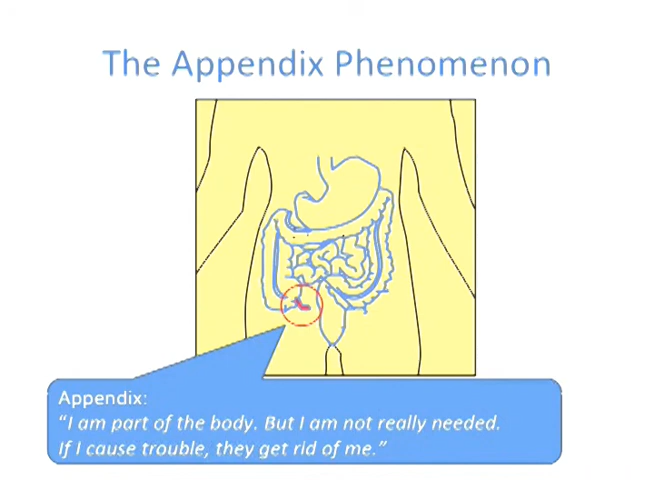 The Appendix Phenomenon
Appendix:
“I am part of the body. But I am not really needed.
If I cause trouble, they get rid of me.”